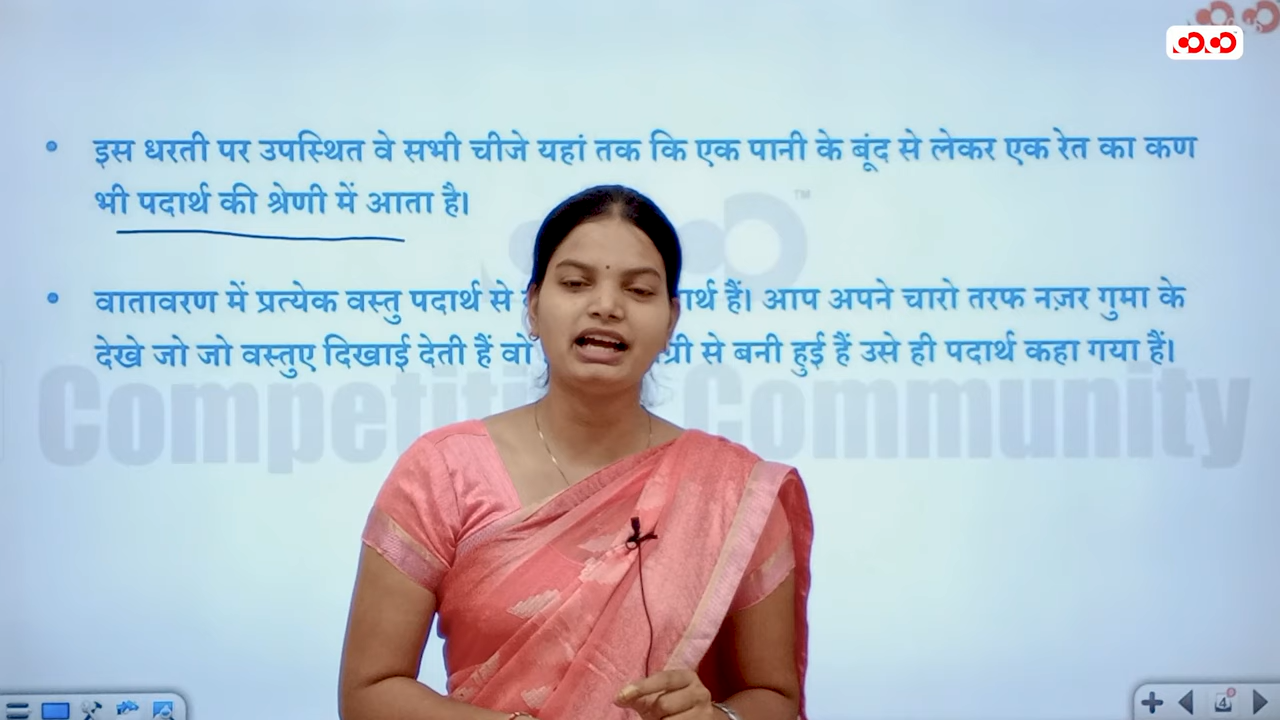 इस धरती पर उपस्थित वे सभी चीजे यहां तक कि एक पानी के बूंद से लेकर एक रेत का कण
भी पदार्थ की श्रेणी में आता है।
वातावरण में प्रत्येक वस्तु पदार्थ से हैं। आप अपने चारो तरफ नज़र गुमा के
देखे जो जो वस्तुए दिखाई देती हैं वो से बनी हुई हैं उसे ही पदार्थ कहा गया हैं।
Community
4